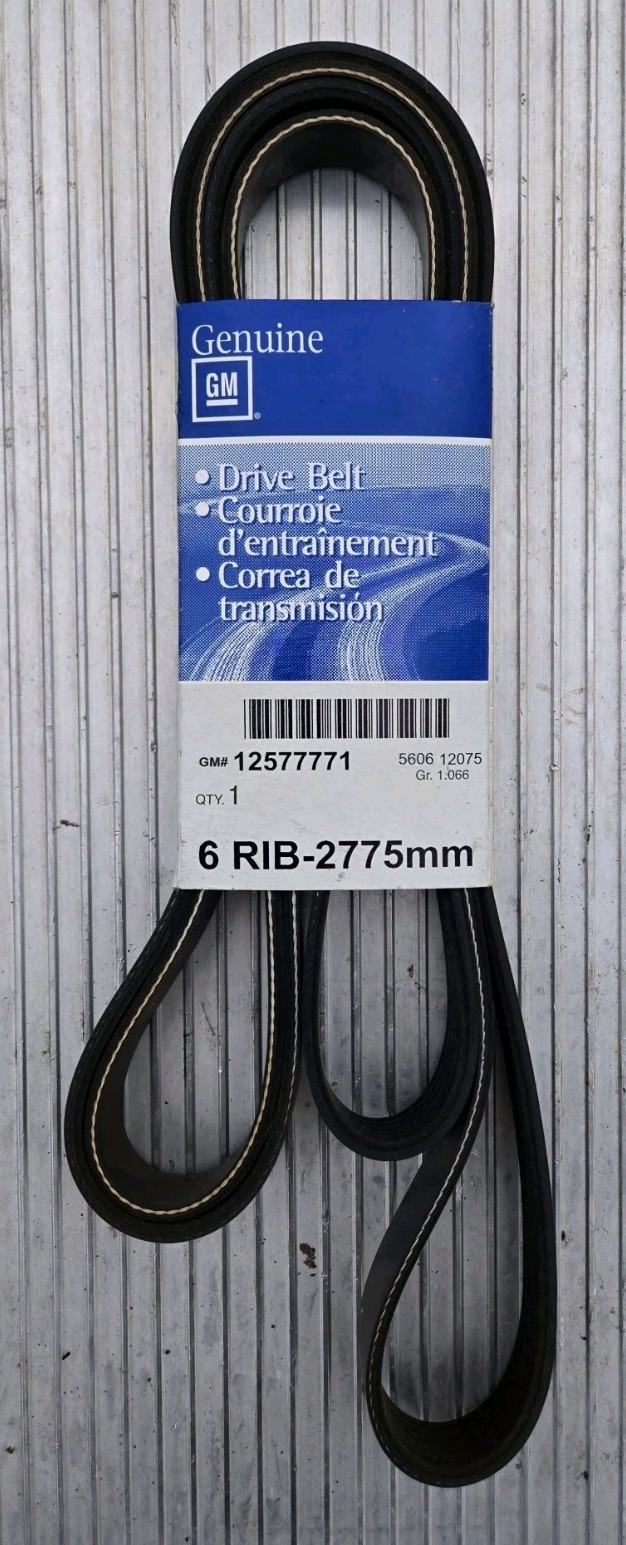 Genuine
GM
®
• Drive Belt
• Courroie
d'entraînement
• Correa de
transmisión
GM# 12577771
5606 12075
Gr. 1.066
QTY. 1
6 RIB-2775mm